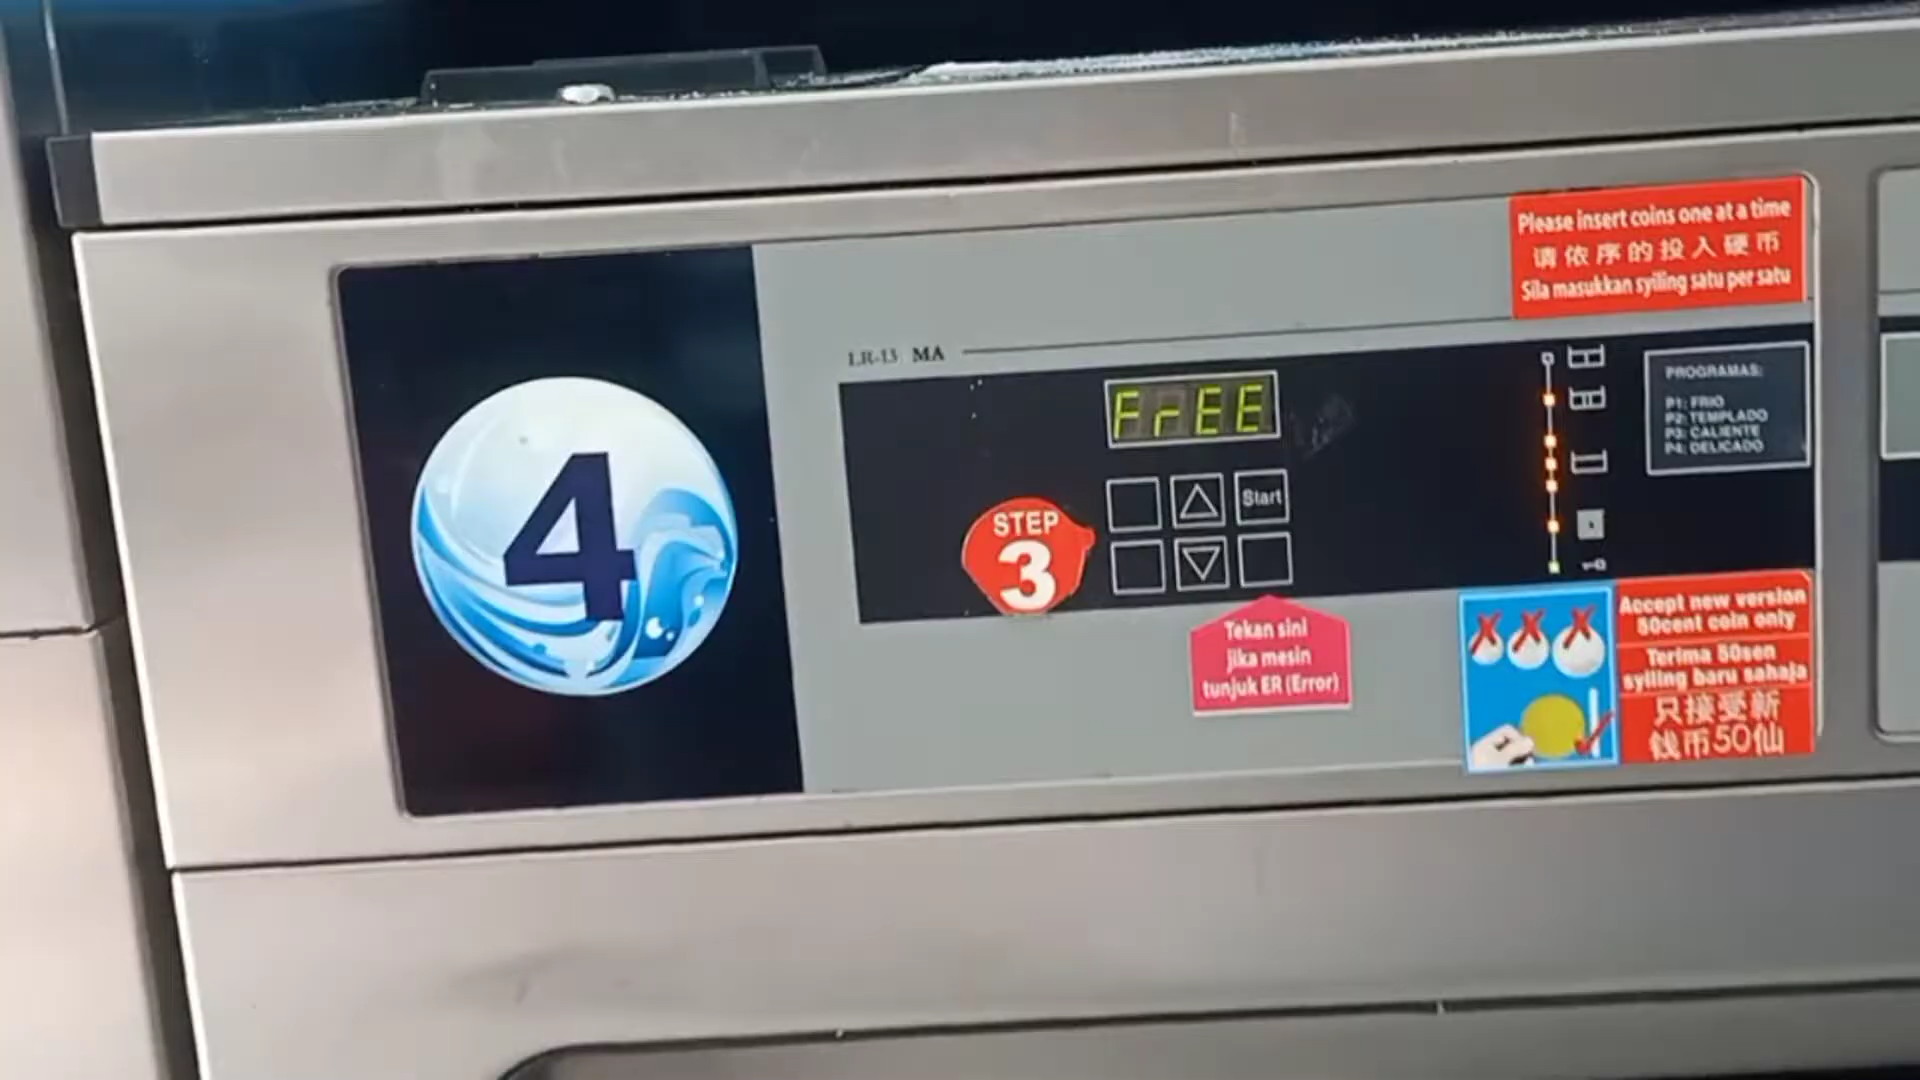 Please insert coins one at a time
请依序的投入硬币
Sila masukkan syiling satu per satu
LR-13 MA
FrEE
PROGRAMAS:
P1: FRIO
P2: TEMPLADO
P3: CALIENTE
P4: DELICADO
4
STEP
3
Start
Tekan sini
jika mesin
tunjuk ER (Error)
Accept new version
50cent coin only
Terima 50sen
syiling baru sahaja
只接受新
钱币50仙